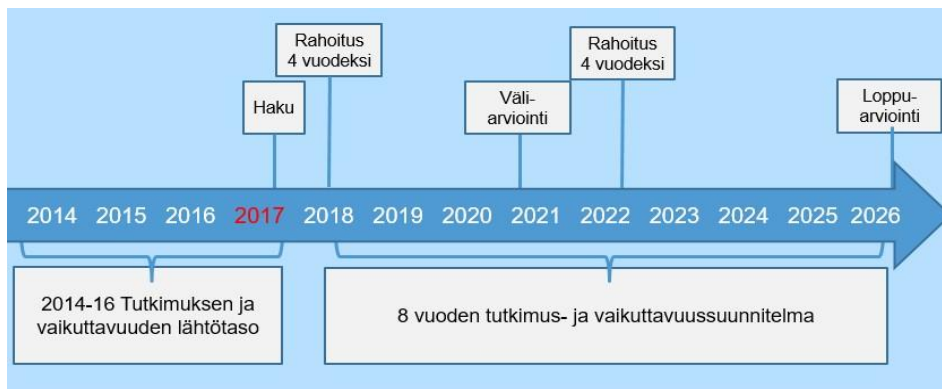 Rahoitus
4 vuodeksi
Haku
Väli-
arviointi
Rahoitus
4 vuodeksi
Loppu-
arviointi
2014 2015 2016 2017 2018 2019 2020 2021 2022 2023 2024 2025 2026
2014-16 Tutkimuksen ja
vaikuttavuuden lähtötaso
8 vuoden tutkimus- ja vaikuttavuussuunnitelma